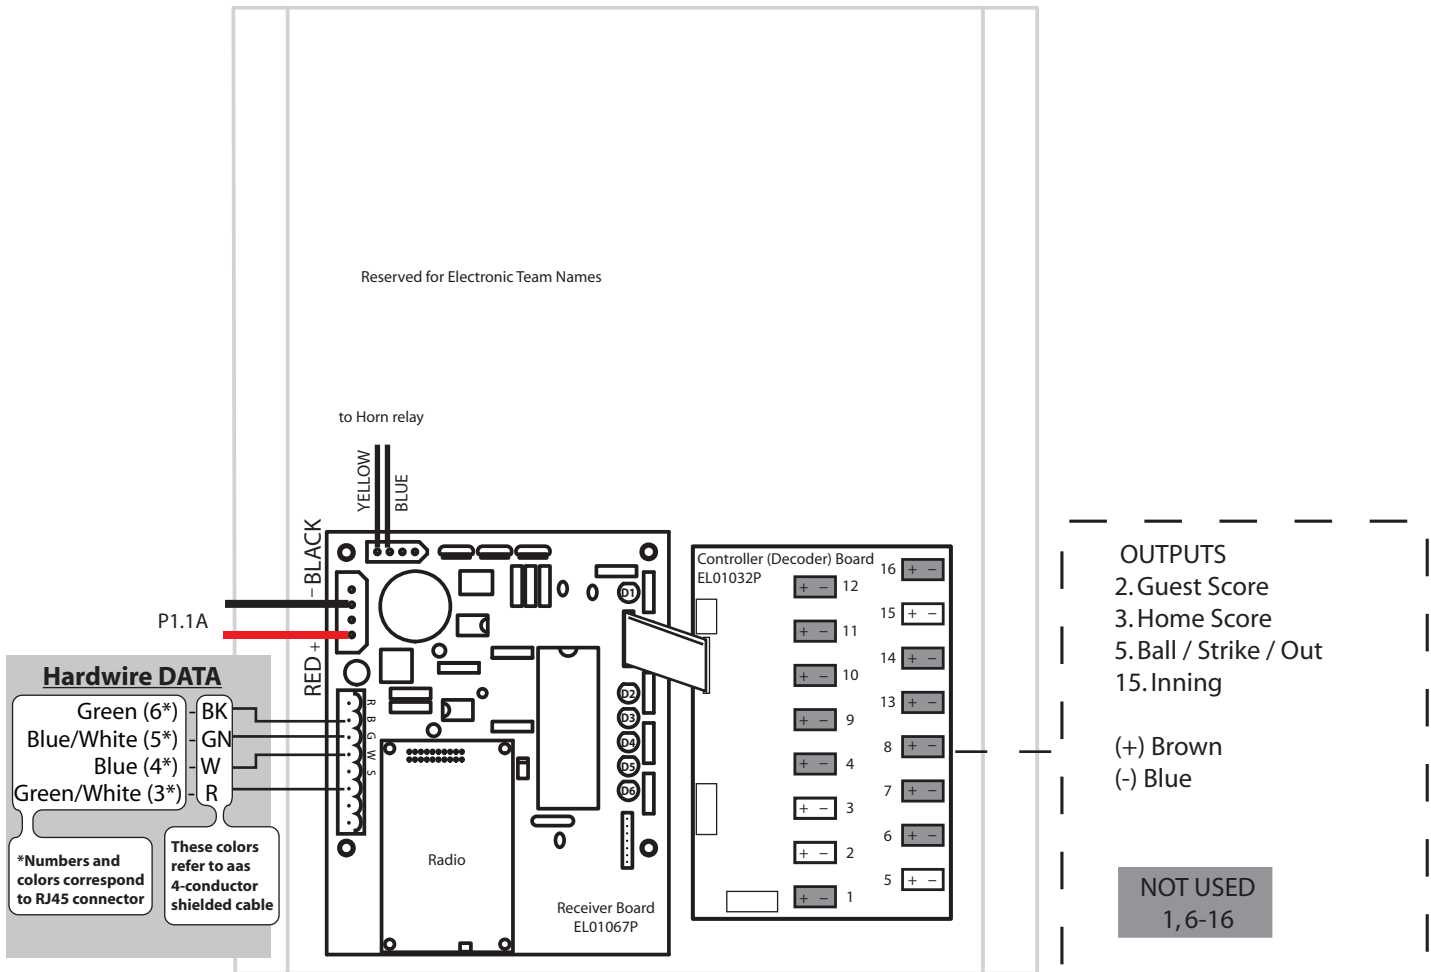 Reserved for Electronic Team Names
to Horn relay
YELLOW
BLUE
RED + – BLACK
P1.1A
Hardwire DATA
Green (6*) - BK
Blue/White (5*) - GN
Blue (4*) - W
Green/White (3*) - R
*Numbers and
colors correspond
to RJ45 connector
These colors
refer to aas
4-conductor
shielded cable
R
B
G
W
S
D1
D2
D3
D4
D5
D6
Radio
Receiver Board
EL01067P
Controller (Decoder) Board
EL01032P
+ - 12
+ - 11
+ - 10
+ - 9
+ - 4
+ - 3
+ - 2
+ - 1
16 + -
15 + -
14 + -
13 + -
8 + -
7 + -
6 + -
5 + -
OUTPUTS
2. Guest Score
3. Home Score
5. Ball / Strike / Out
15. Inning
(+) Brown
(-) Blue
NOT USED
1, 6-16